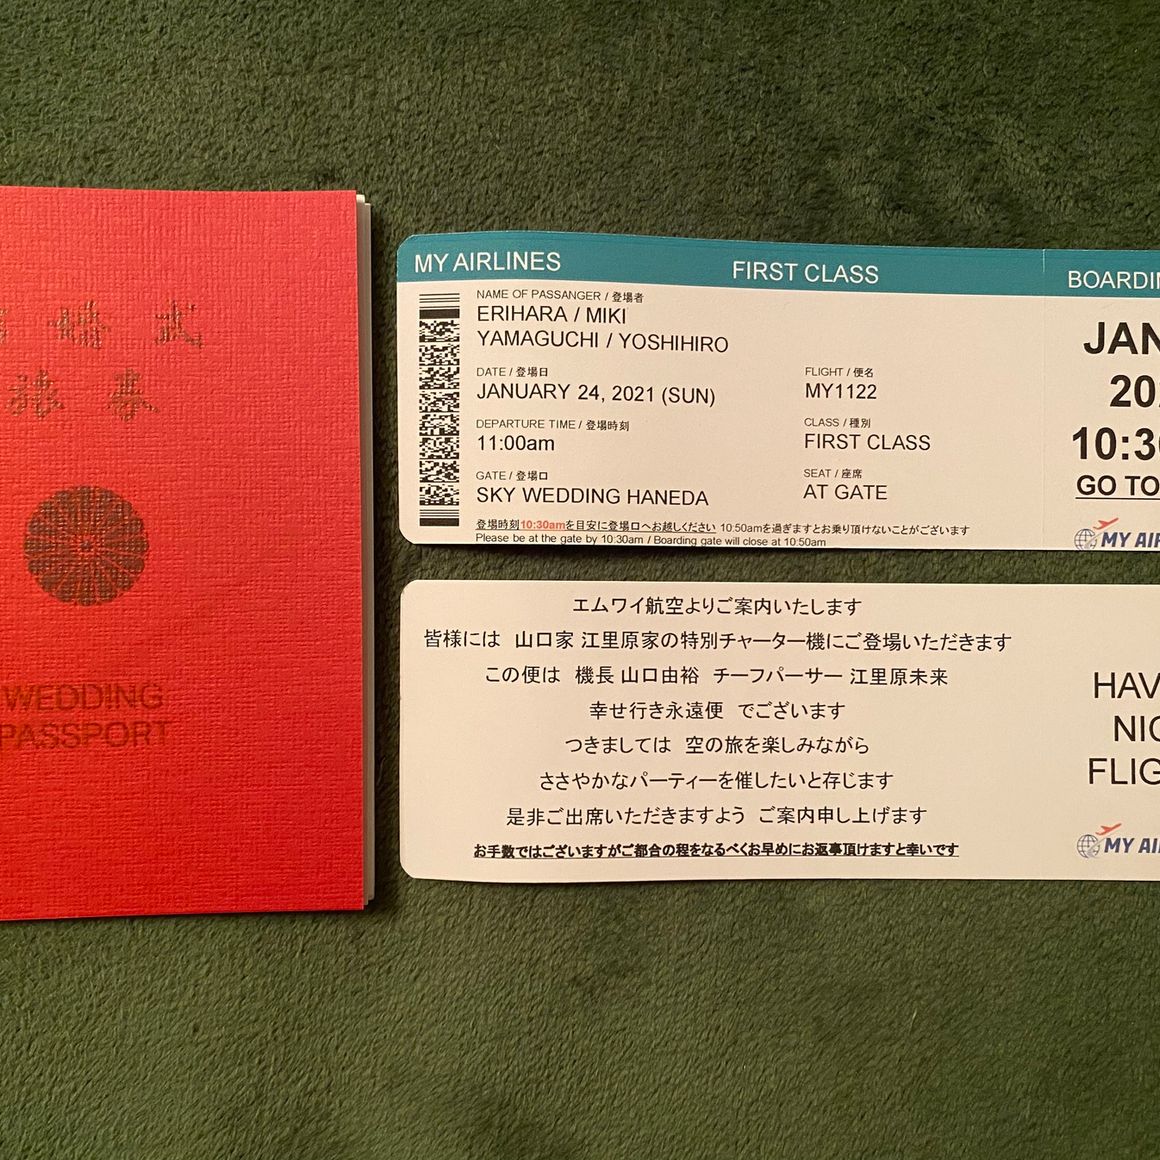 婚式
旅券
WEDDING
PASSPORT
MY AIRLINES
FIRST CLASS
NAME OF PASSANGER / 登場者
ERIHARA / MIKI
YAMAGUCHI / YOSHIHIRO
DATE / 登場日
JANUARY 24, 2021 (SUN)
DEPARTURE TIME / 登場時刻
11:00am
GATE / 登場口
SKY WEDDING HANEDA
FLIGHT / 便名
MY1122
CLASS / 種別
FIRST CLASS
SEAT / 座席
AT GATE
登場時刻10:30amを目安に登場口へお越しください 10:50amを過ぎますとお乗り頂けないことがございます
Please be at the gate by 10:30am / Boarding gate will close at 10:50am
JAN
10:3
GO TO
MY
エムワイ航空よりご案内いたします
皆様には 山口家 江里原家の特別チャーター機にご登場いただきます
この便は 機長 山口由裕 チーフパーサー 江里原未来
幸せ行き永遠便 でございます
つきましては 空の旅を楽しみながら
ささやかなパーティーを催したいと存じます
是非ご出席いただきますよう ご案内申し上げます
お手数ではございますがご都合の程をなるべくお早めにお返事頂けますと幸いです
HAV
NIC
FLIG
MY